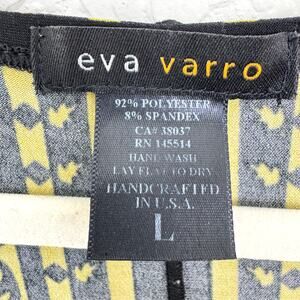 eva varro
92% POLYESTER
8% SPANDEX
CA# 38037
RN 145514
HAND WASH
LAY FLAT TO DRY
HANDCRAFTED
IN U.S.A.
L